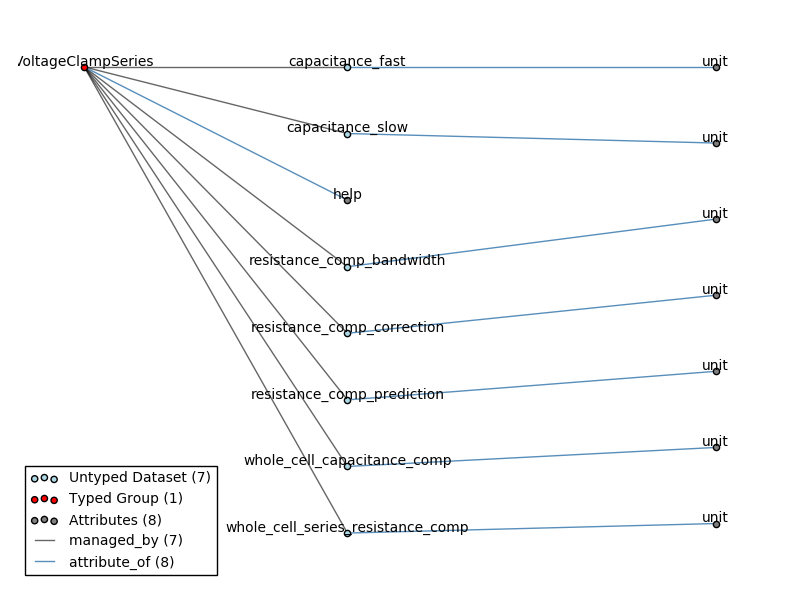 VoltageClampSeries
capacitance_fast
unit
capacitance_slow
unit
help
unit
resistance_comp_bandwidth
unit
resistance_comp_correction
unit
resistance_comp_prediction
unit
whole_cell_capacitance_comp
unit
whole_cell_series_resistance_comp
Untyped Dataset (7)
Typed Group (1)
Attributes (8)
managed_by (7)
attribute_of (8)